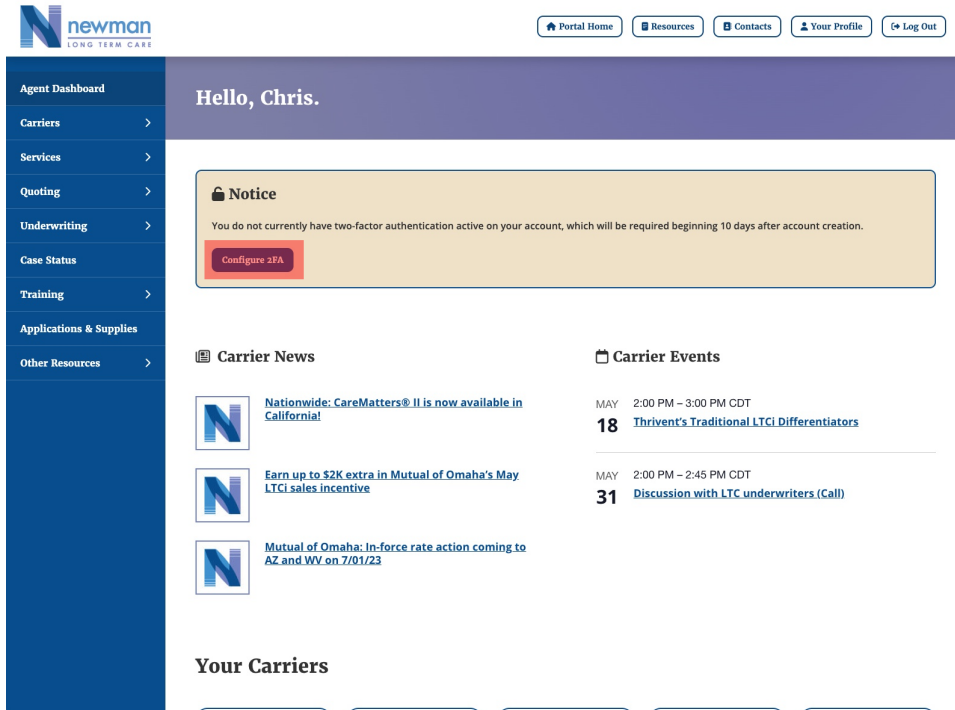 newman
LONG TERM CARE
Portal Home
Resources
Contacts
Your Profile
Log Out
Agent Dashboard
Carriers
Services
Quoting
Underwriting
Case Status
Training
Applications & Supplies
Other Resources
Hello, Chris.
Notice
You do not currently have two-factor authentication active on your account, which will be required beginning 10 days after account creation.
Configure 2FA
Carrier News
Nationwide: CareMatters® II is now available in
California!
Earn up to $2K extra in Mutual of Omaha's May
LTCi sales incentive
Mutual of Omaha: In-force rate action coming to
AZ and WV on 7/01/23
Carrier Events
MAY 2:00 PM – 3:00 PM CDT
18 Thrivent's Traditional LTCi Differentiators
MAY 2:00 PM – 2:45 PM CDT
31 Discussion with LTC underwriters (Call)
Your Carriers